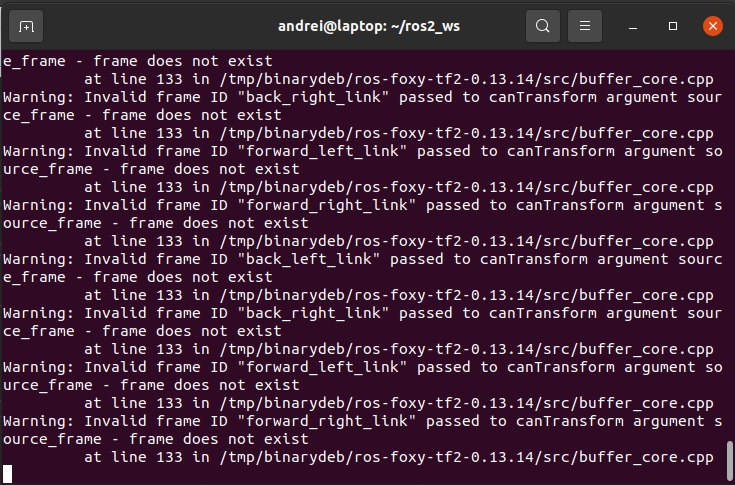 andrei@laptop: ~/ros2_ws
e_frame - frame does not exist
         at line 133 in /tmp/binarydeb/ros-foxy-tf2-0.13.14/src/buffer_core.cpp
Warning: Invalid frame ID "back_right_link" passed to canTransform argument sour
ce_frame - frame does not exist
         at line 133 in /tmp/binarydeb/ros-foxy-tf2-0.13.14/src/buffer_core.cpp
Warning: Invalid frame ID "forward_left_link" passed to canTransform argument so
urce_frame - frame does not exist
         at line 133 in /tmp/binarydeb/ros-foxy-tf2-0.13.14/src/buffer_core.cpp
Warning: Invalid frame ID "forward_right_link" passed to canTransform argument s
ource_frame - frame does not exist
         at line 133 in /tmp/binarydeb/ros-foxy-tf2-0.13.14/src/buffer_core.cpp
Warning: Invalid frame ID "back_left_link" passed to canTransform argument sourc
e_frame - frame does not exist
         at line 133 in /tmp/binarydeb/ros-foxy-tf2-0.13.14/src/buffer_core.cpp
Warning: Invalid frame ID "back_right_link" passed to canTransform argument sour
ce_frame - frame does not exist
         at line 133 in /tmp/binarydeb/ros-foxy-tf2-0.13.14/src/buffer_core.cpp
Warning: Invalid frame ID "forward_left_link" passed to canTransform argument so
urce_frame - frame does not exist
         at line 133 in /tmp/binarydeb/ros-foxy-tf2-0.13.14/src/buffer_core.cpp
Warning: Invalid frame ID "forward_right_link" passed to canTransform argument s
ource_frame - frame does not exist
         at line 133 in /tmp/binarydeb/ros-foxy-tf2-0.13.14/src/buffer_core.cpp